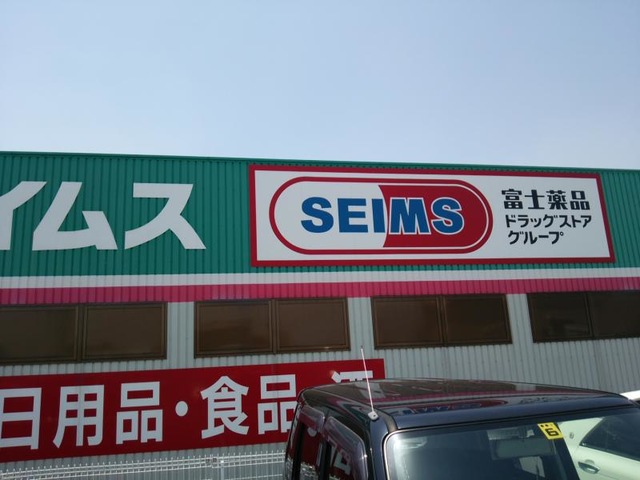 イムス
SEIMS
富士薬品
ドラッグストア
グループ
日用品・食品・酒